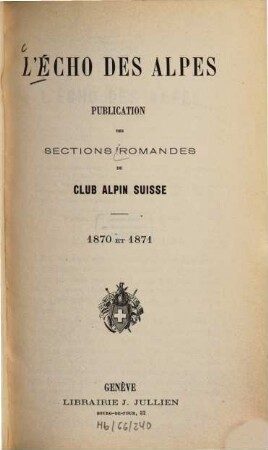 L'ÉCHO DES ALPES
PUBLICATION
DES
SECTIONS ROMANDES
DU
CLUB ALPIN SUISSE
1870 ET 1871
GENÈVE
LIBRAIRIE J. JULLIEN
BOURG-DE-FOUR, 32
Hb/66/240